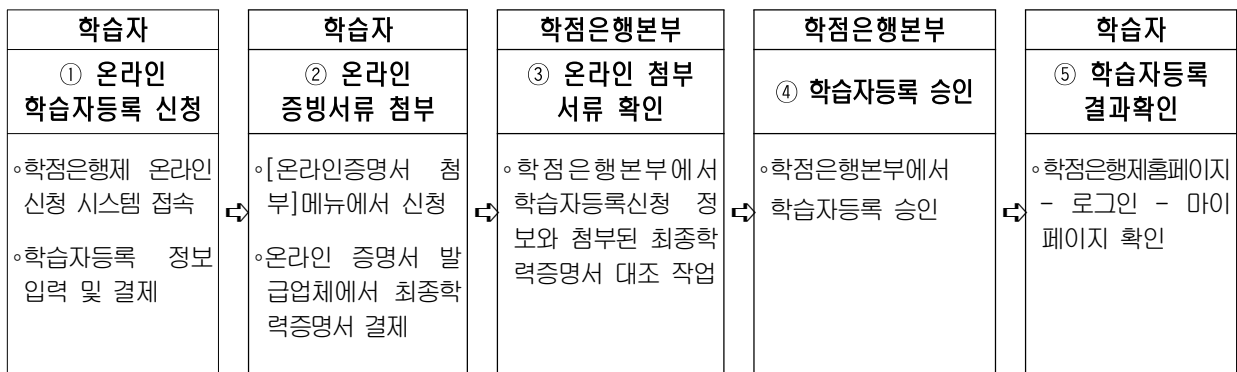 학습자
① 온라인
학습자등록 신청
◦학점은행제 온라인
신청 시스템 접속
◦학습자등록 정보
입력 및 결제
➪
학습자
② 온라인
증빙서류 첨부
◦[온라인증명서 첨
부]메뉴에서 신청
◦온라인 증명서 발
급업체에서 최종학
력증명서 결제
➪
학점은행본부
③ 온라인 첨부
서류 확인
◦학점은행본부에서
학습자등록신청 정
보와 첨부된 최종학
력증명서 대조 작업
➪
학점은행본부
④ 학습자등록 승인
◦학점은행본부에서
학습자등록 승인
➪
학습자
⑤ 학습자등록
결과확인
◦학점은행제홈페이지
- 로그인 - 마이
페이지 확인